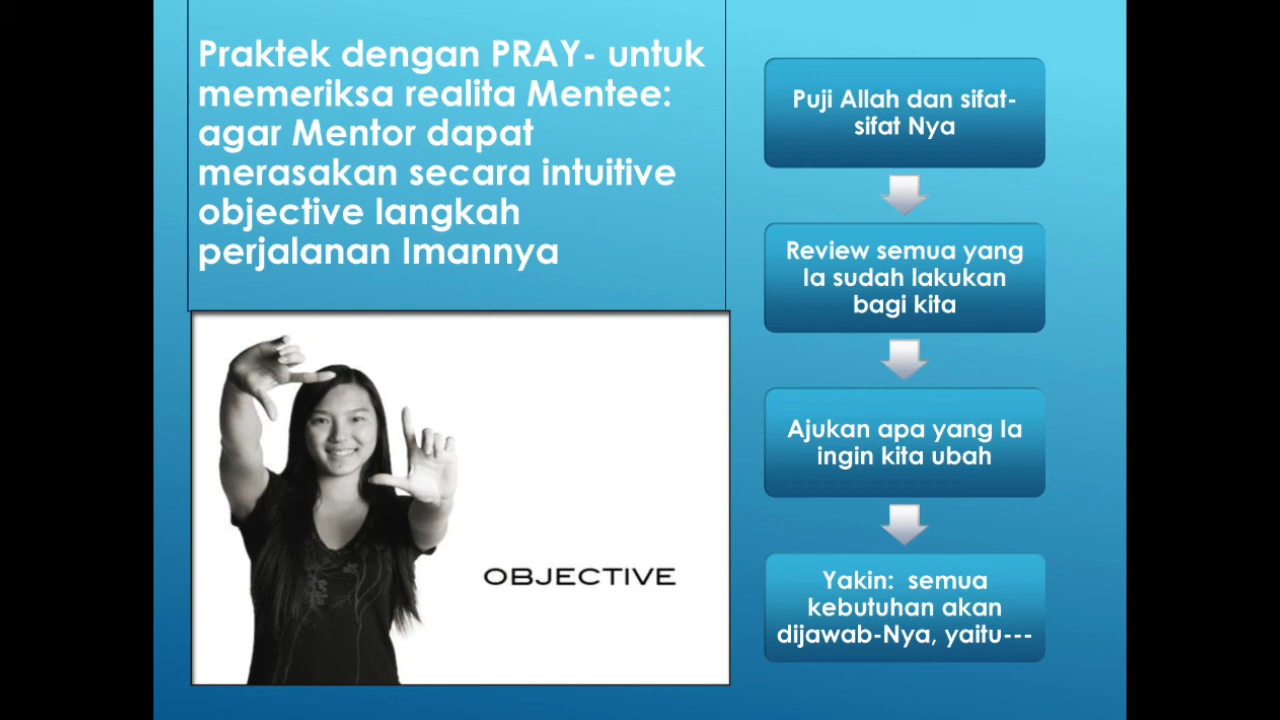 Praktek dengan PRAY- untuk
memeriksa realita Mentee:
agar Mentor dapat
merasakan secara intuitive
objective langkah
perjalanan Imannya
OBJECTIVE
Puji Allah dan sifat-
sifat Nya
Review semua yang
Ia sudah lakukan
bagi kita
Ajukan apa yang Ia
ingin kita ubah
Yakin:  semua
kebutuhan akan
dijawab-Nya, yaitu---